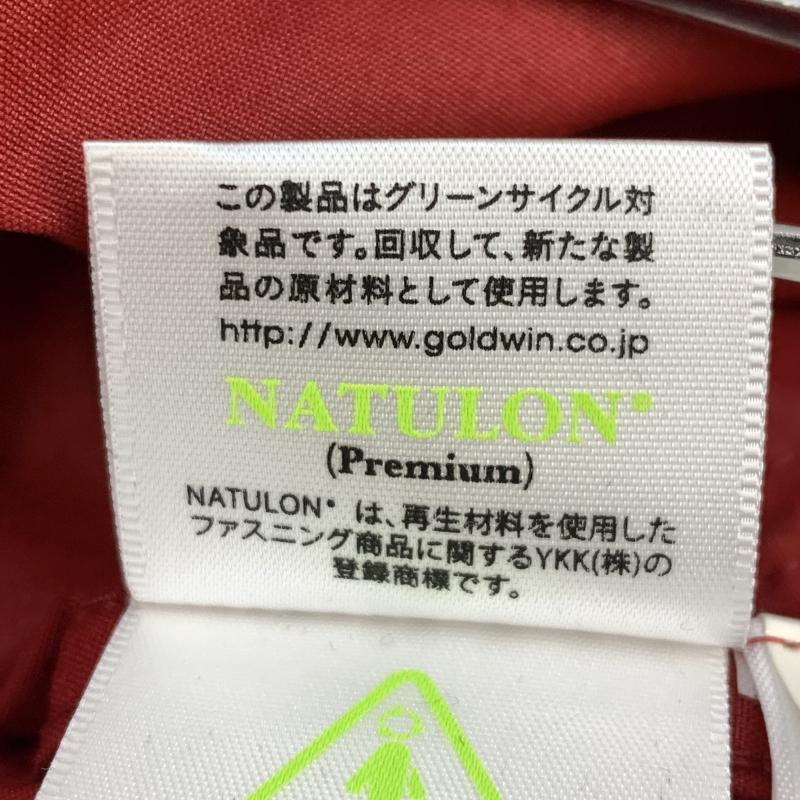 この製品はグリーンサイクル対
象品です。回収して、新たな製
品の原材料として使用します。
http://www.goldwin.co.jp
NATULON®
(Premium)
NATULON® は、再生材料を使用した
ファスニング商品に関するYKK(株)の
登録商標です。